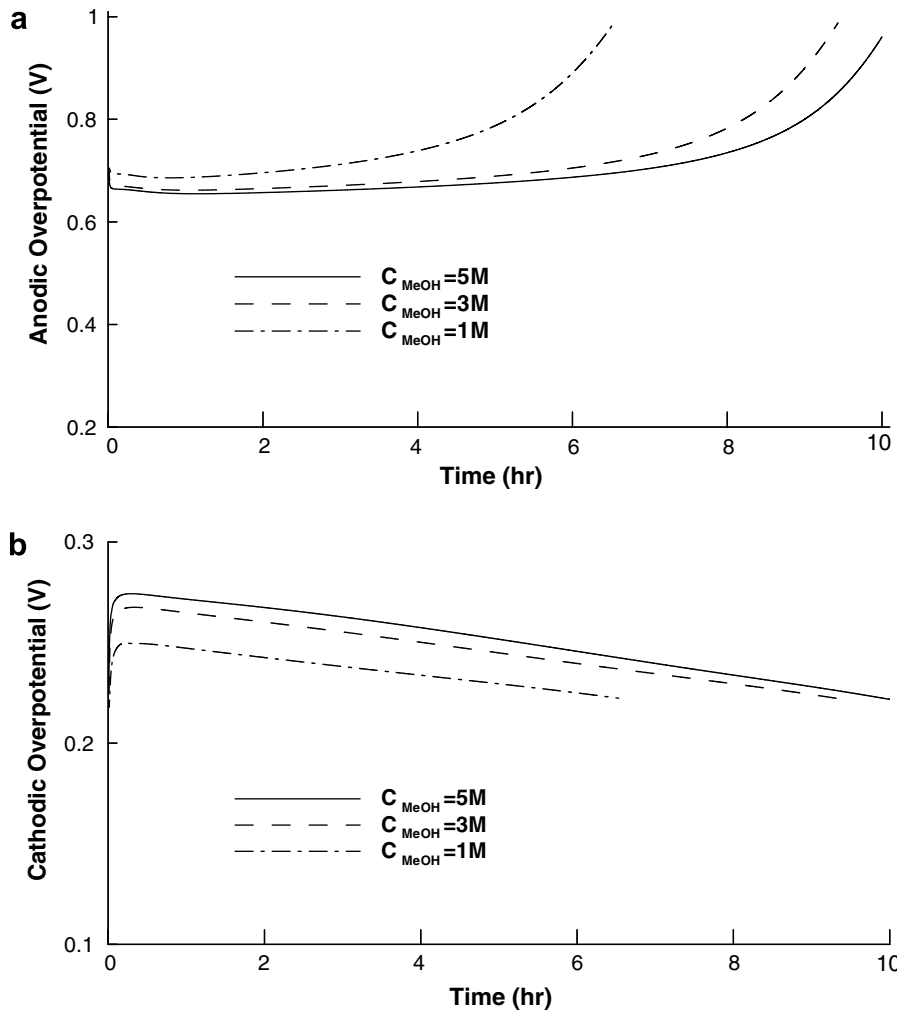 a
1
0.8
0.6
0.4
0.2
Anodic Overpotential (V)
C MeOH =5M
C MeOH =3M
C MeOH =1M
0 2 4 6 8 10
Time (hr)
b
0.3
0.2
0.1
Cathodic Overpotential (V)
C MeOH =5M
C MeOH =3M
C MeOH =1M
0 2 4 6 8 10
Time (hr)